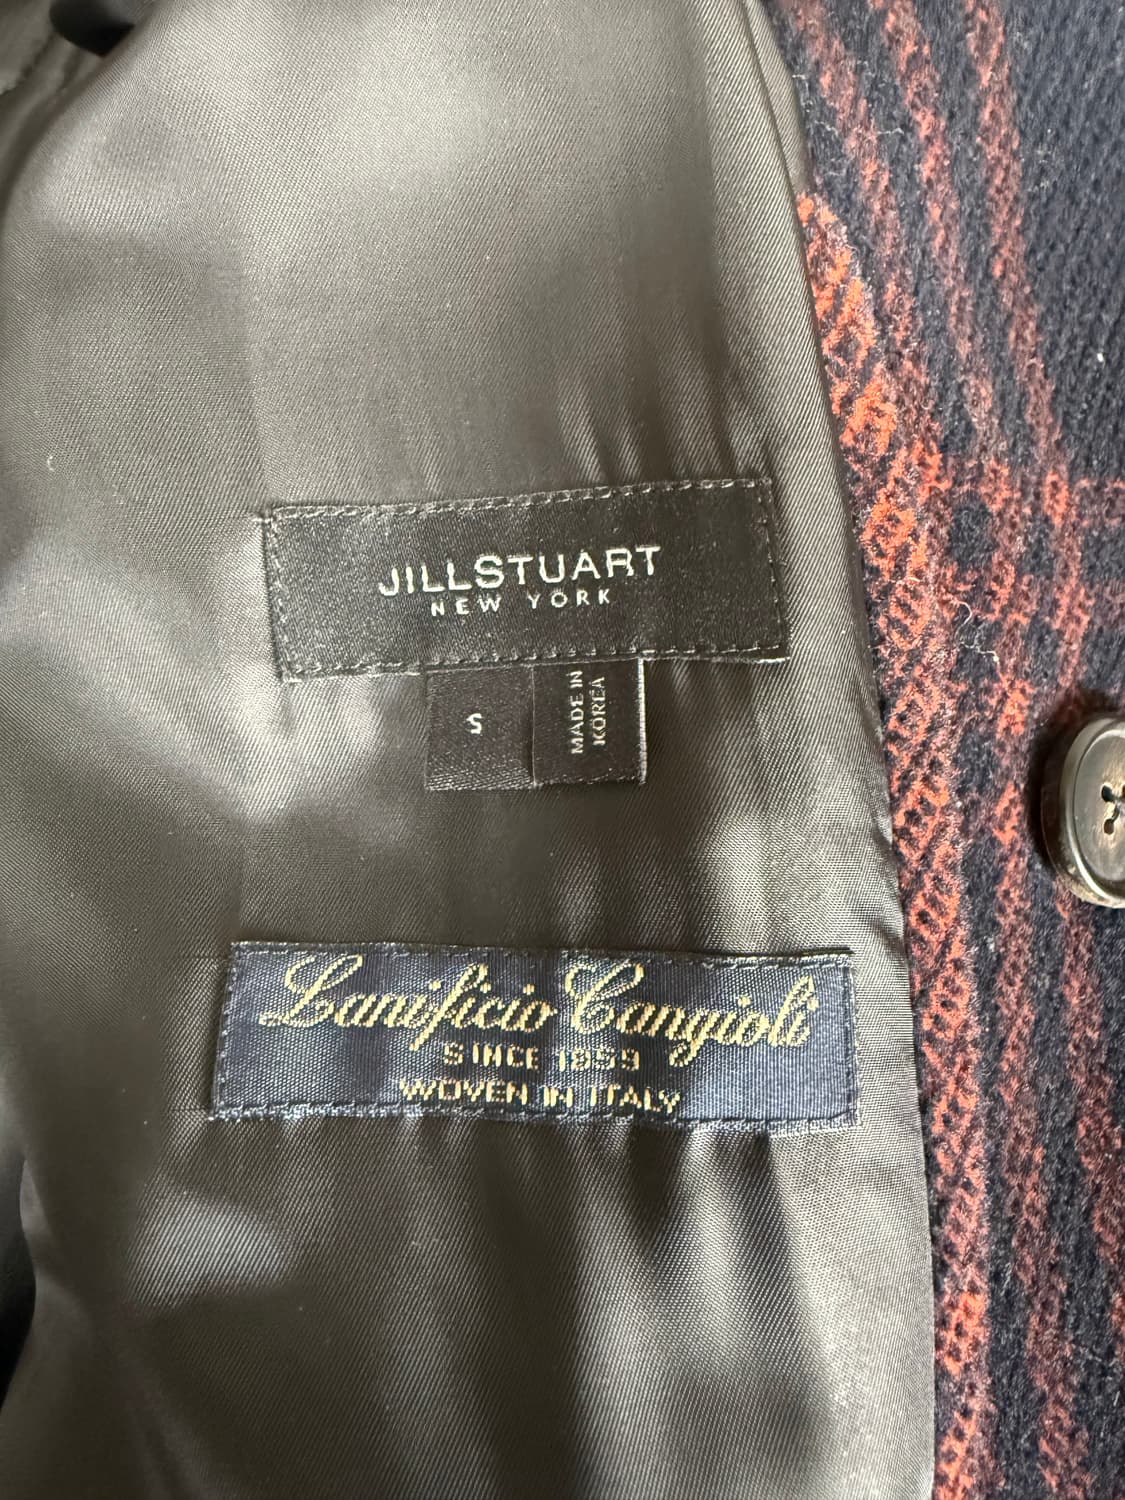 JILLSTUART
NEW YORK
S
MADE IN
KOREA
Lanificio Cangioli
SINCE 1859
WOVEN IN ITALY